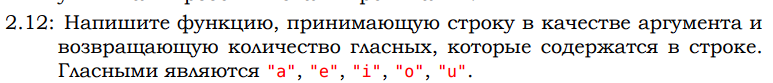 2.12: Напишите функцию, принимающую строку в качестве аргумента и
возвращающую количество гласных, которые содержатся в строке.
Гласными являются "a", "e", "i", "o", "u".